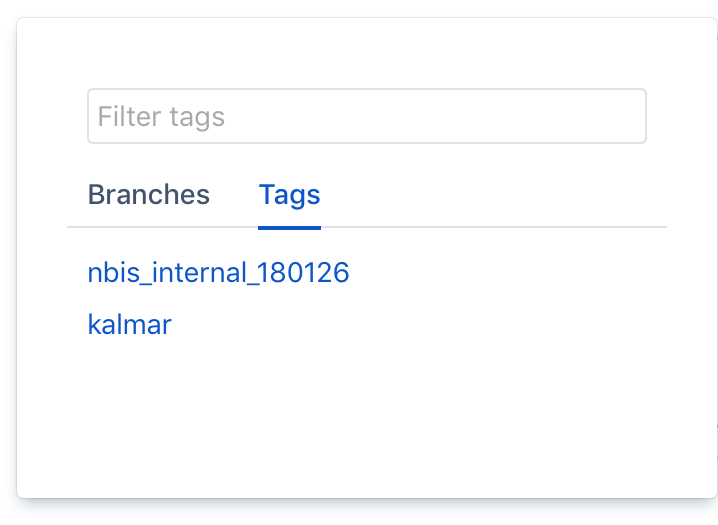 Filter tags
Branches Tags
nbis_internal_180126
kalmar